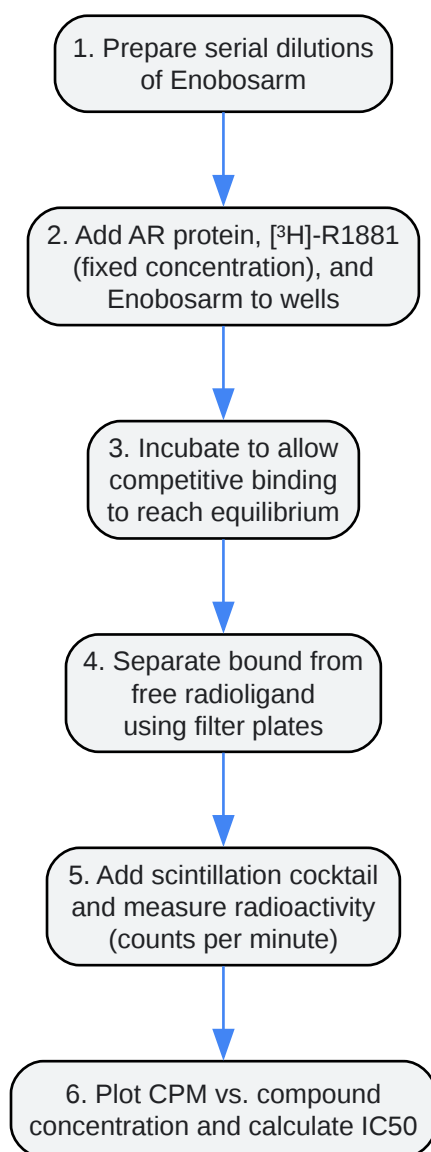 1. Prepare serial dilutions
of Enobosarm
2. Add AR protein, [³H]-R1881
(fixed concentration), and
Enobosarm to wells
3. Incubate to allow
competitive binding
to reach equilibrium
4. Separate bound from
free radioligand
using filter plates
5. Add scintillation cocktail
and measure radioactivity
(counts per minute)
6. Plot CPM vs. compound
concentration and calculate IC50